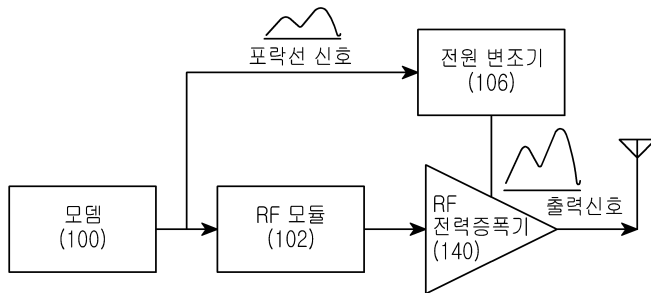 포락선 신호
전원 변조기
(106)
모뎀
(100)
RF 모듈
(102)
RF
전력증폭기
(140)
출력신호